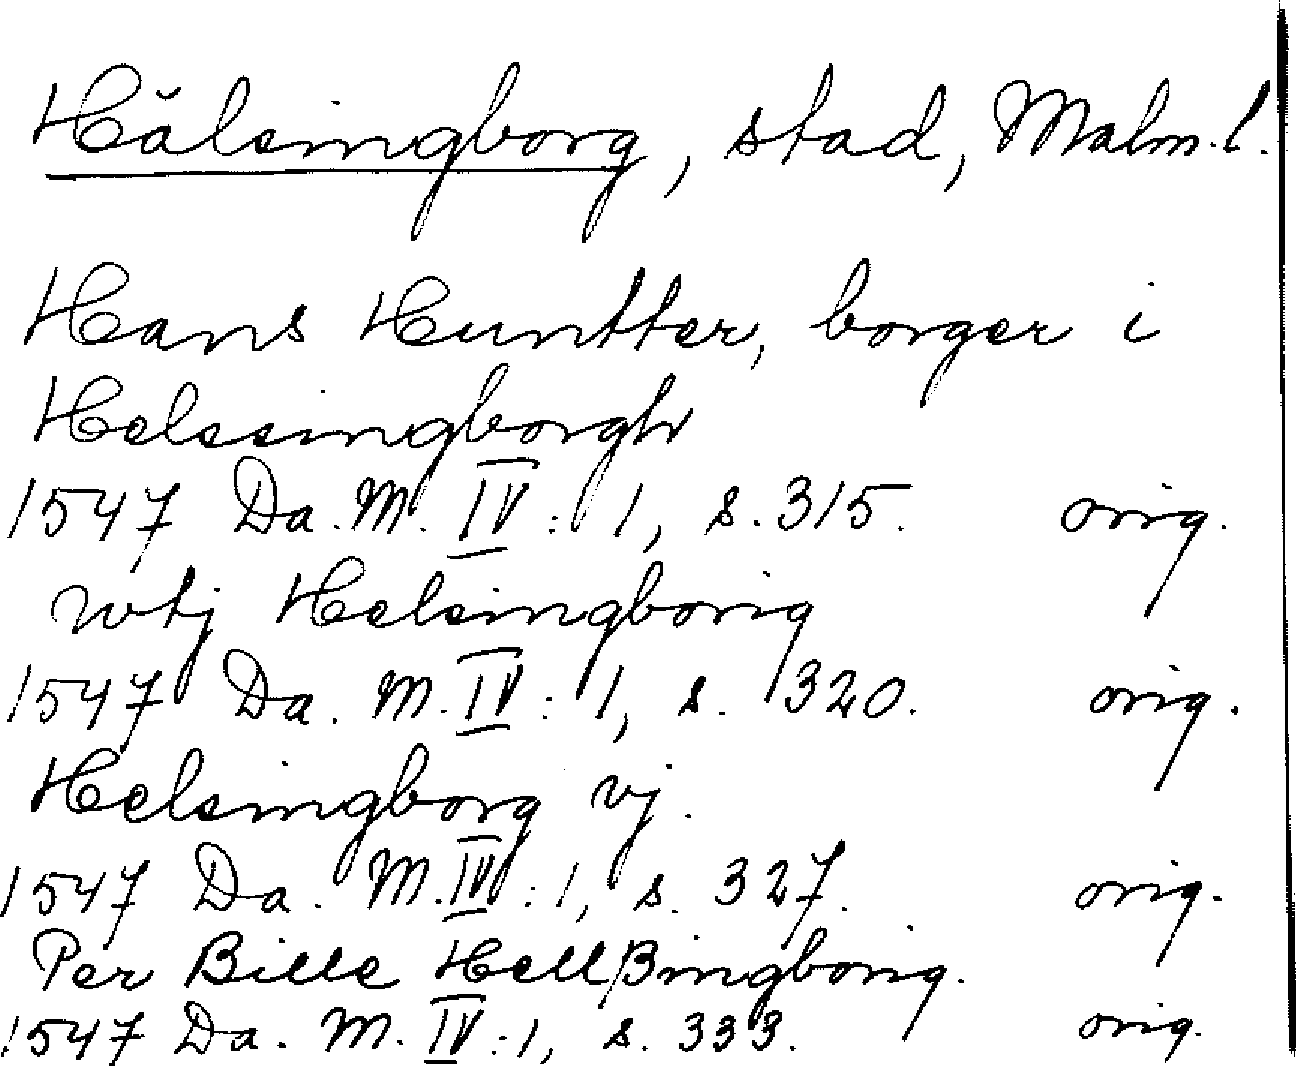 Hälsingborg, stad, Malm. l.
Hans Huntter, borger i
Helssingborgh
1547 Da. M. IV: 1, s. 315. orig.
wtj Helsingborig
1547 Da. M. IV: 1, s. 320. orig.
Helsingborg vj.
1547 Da. M. IV: 1, s. 327. orig.
Per Bille Hellßingborig.
1547 Da. M. IV: 1, s. 333. orig.